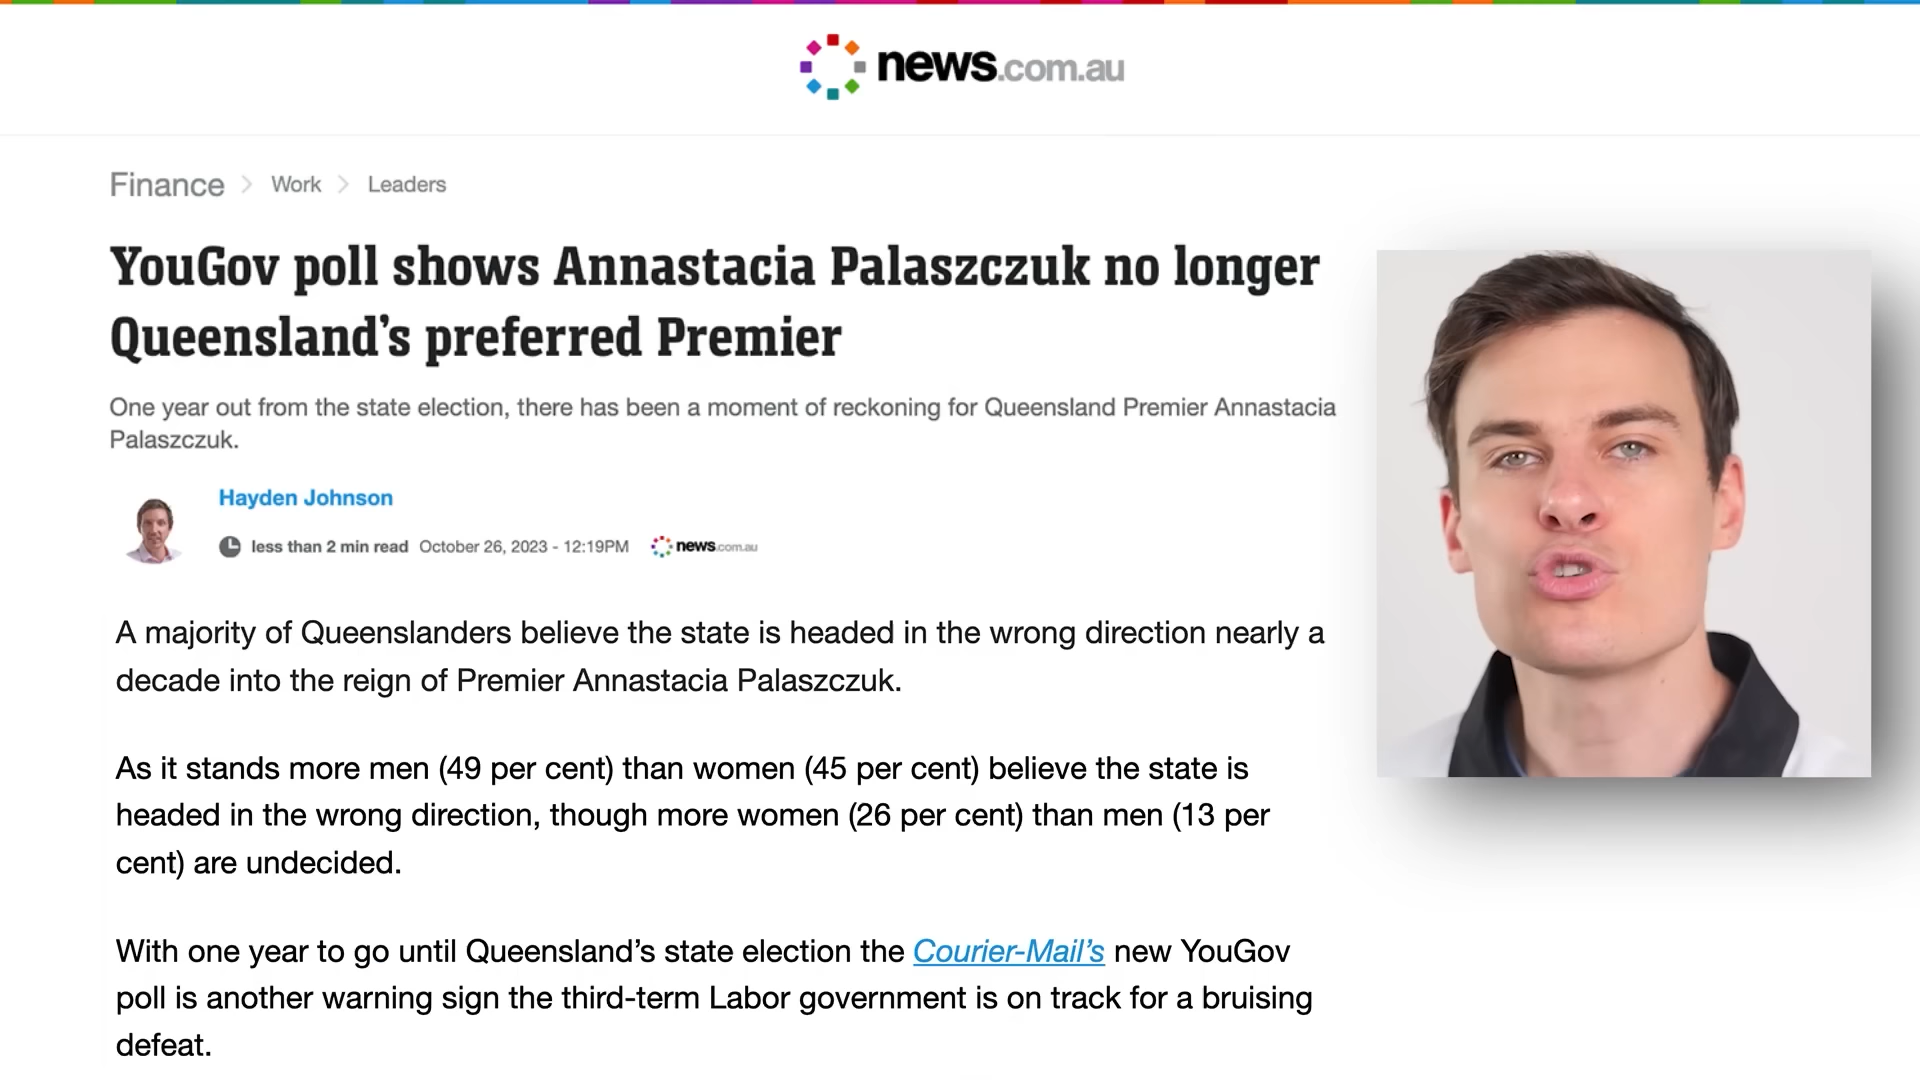 news.com.au
Finance > Work > Leaders
YouGov poll shows Annastacia Palaszczuk no longer
Queensland’s preferred Premier
One year out from the state election, there has been a moment of reckoning for Queensland Premier Annastacia
Palaszczuk.
Hayden Johnson
less than 2 min read October 26, 2023 - 12:19PM news.com.au
A majority of Queenslanders believe the state is headed in the wrong direction nearly a
decade into the reign of Premier Annastacia Palaszczuk.
As it stands more men (49 per cent) than women (45 per cent) believe the state is
headed in the wrong direction, though more women (26 per cent) than men (13 per
cent) are undecided.
With one year to go until Queensland’s state election the Courier-Mail’s new YouGov
poll is another warning sign the third-term Labor government is on track for a bruising
defeat.